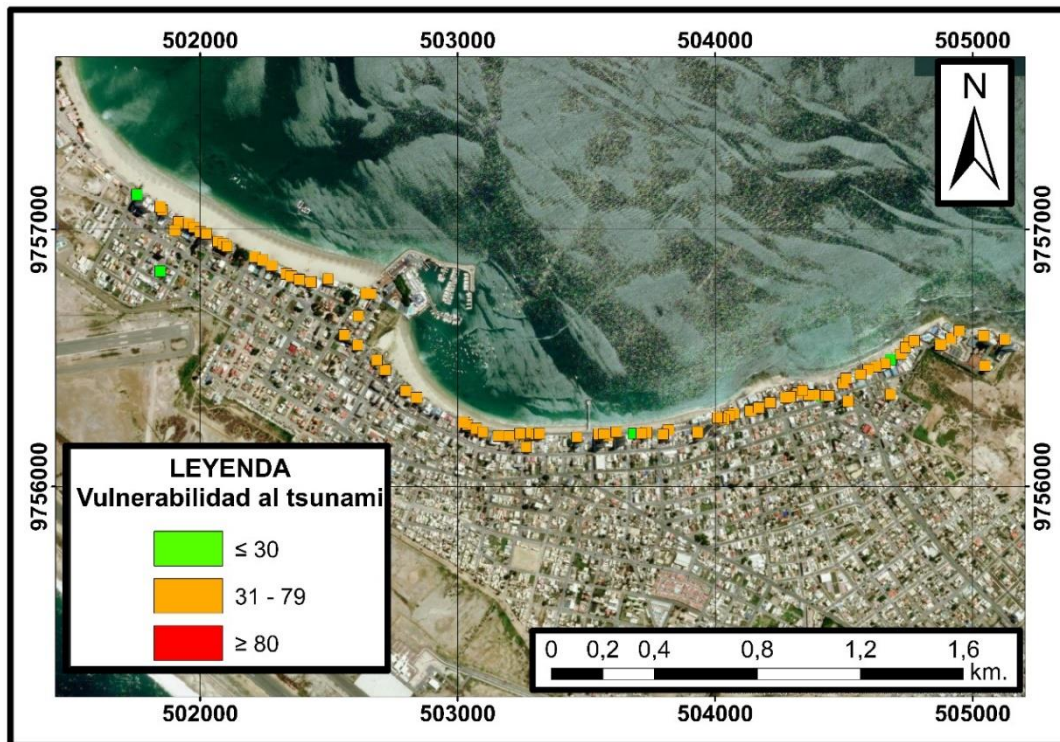 502000 503000 504000 505000
N
9757000 9757000
9756000 9756000
LEYENDA
Vulnerabilidad al tsunami
≤ 30
31 - 79
≥ 80
0 0,2 0,4 0,8 1,2 1,6
km.
502000 503000 504000 505000